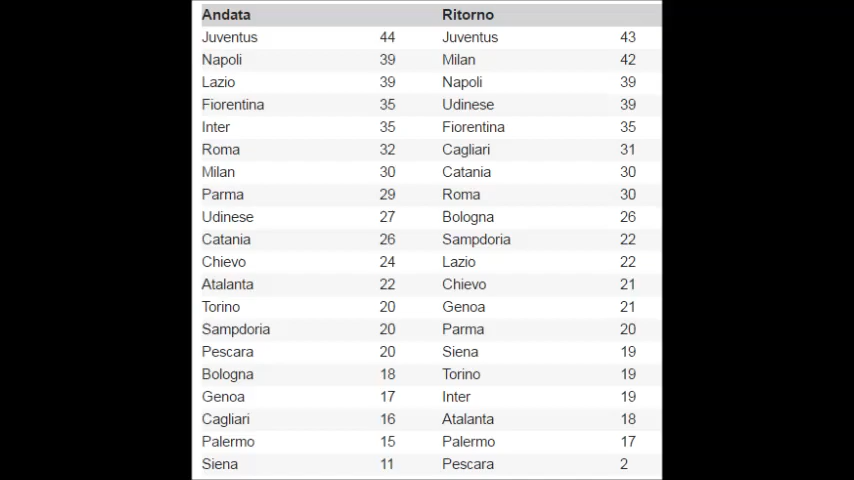 Andata Ritorno
Juventus 44 Juventus 43
Napoli 39 Milan 42
Lazio 39 Napoli 39
Fiorentina 35 Udinese 39
Inter 35 Fiorentina 35
Roma 32 Cagliari 31
Milan 30 Catania 30
Parma 29 Roma 30
Udinese 27 Bologna 26
Catania 26 Sampdoria 22
Chievo 24 Lazio 22
Atalanta 22 Chievo 21
Torino 20 Genoa 21
Sampdoria 20 Parma 20
Pescara 20 Siena 19
Bologna 18 Torino 19
Genoa 17 Inter 19
Cagliari 16 Atalanta 18
Palermo 15 Palermo 17
Siena 11 Pescara 2